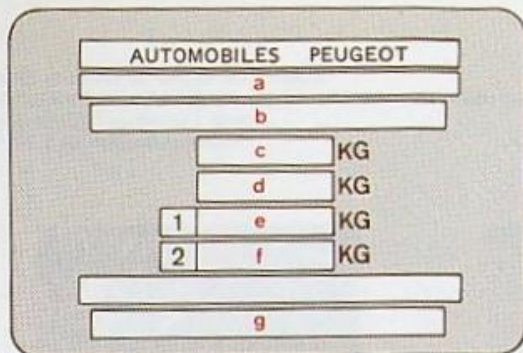 AUTOMOBILES PEUGEOT
a
b
c KG
d KG
1 e KG
2 f KG
g